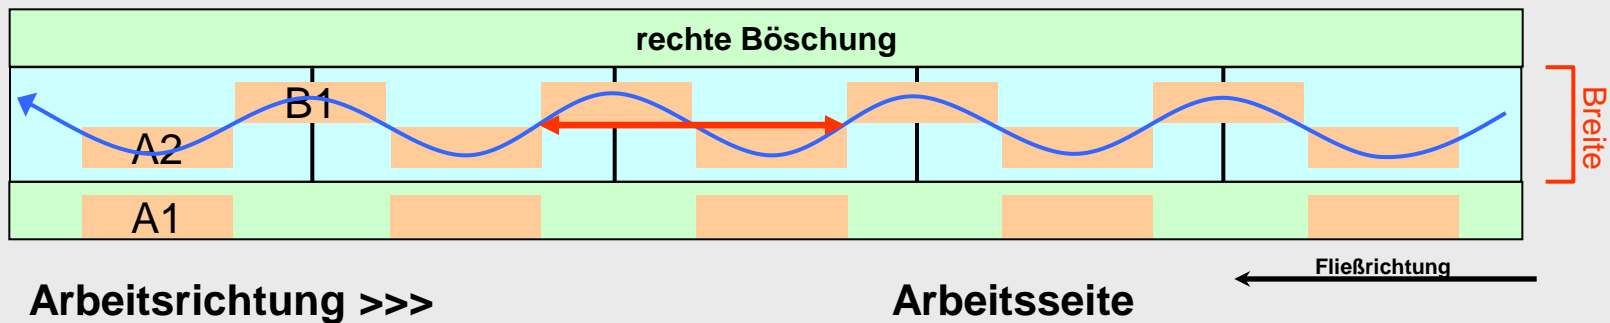 rechte Böschung
B1
A2
Breite
A1
Fließrichtung
Arbeitsrichtung >>>
Arbeitsseite